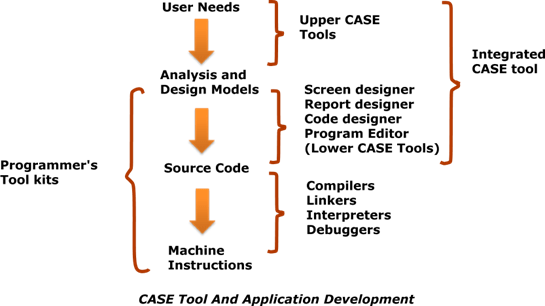 User Needs
Upper CASE
Tools
Integrated
CASE tool
Analysis and
Design Models
Screen designer
Report designer
Code designer
Program Editor
(Lower CASE Tools)
Programmer's
Tool kits
Source Code
Compilers
Linkers
Interpreters
Debuggers
Machine
Instructions
CASE Tool And Application Development